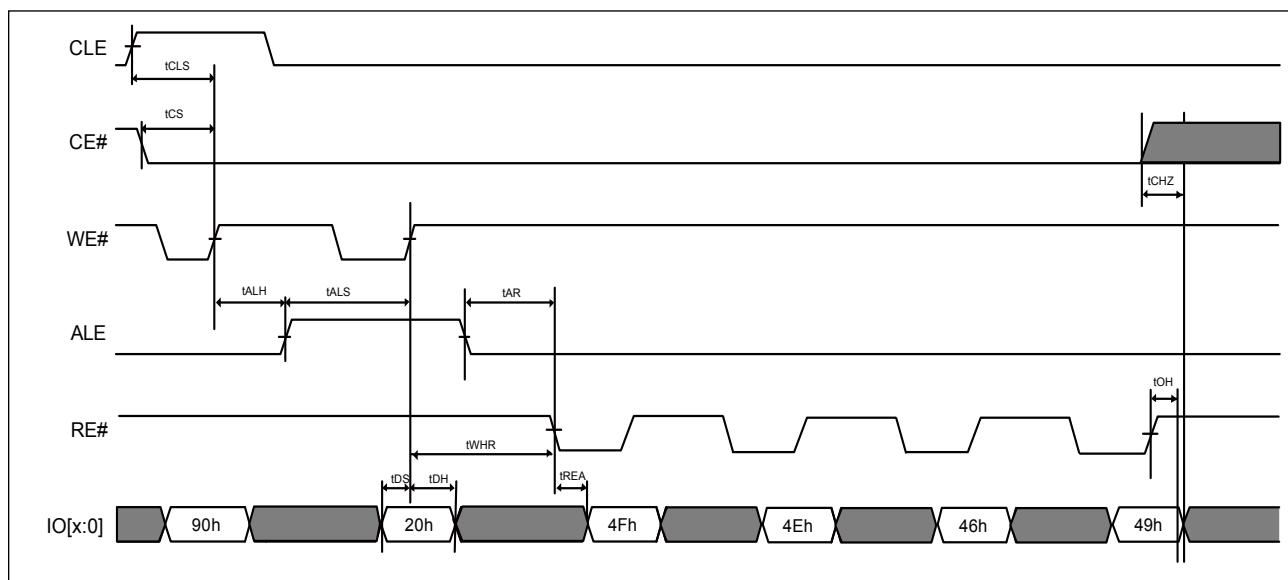 CLE
tCLS
tCS
CE#
tCHZ
WE#
tALH
tALS
tAR
ALE
tOH
RE#
tWHR
tDS
tDH
tREA
IO[x:0]
90h
20h
4Fh
4Eh
46h
49h